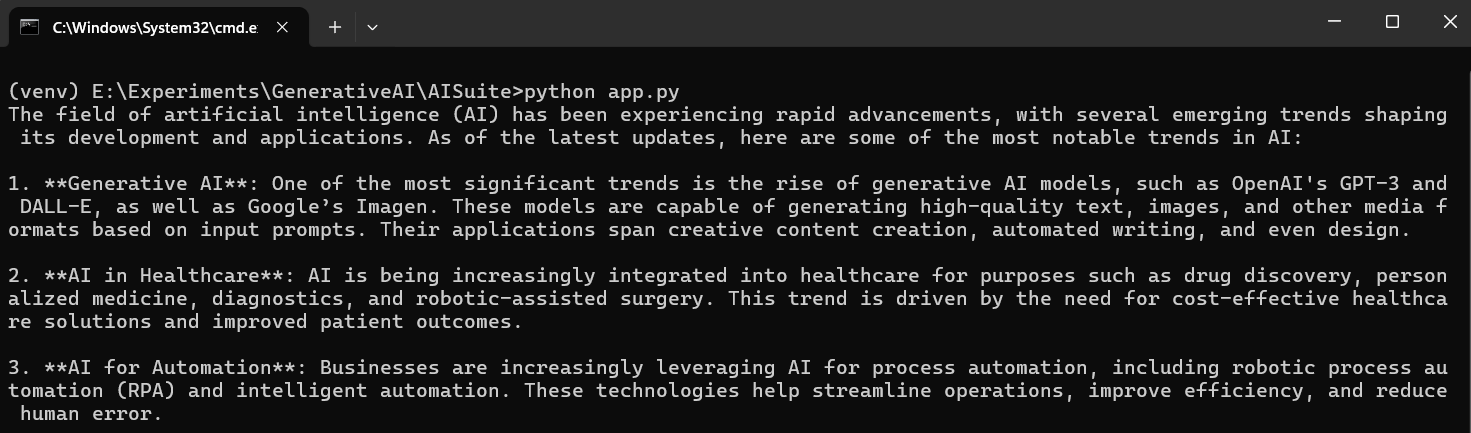 C:\Windows\System32\cmd.e
(venv) E:\Experiments\GenerativeAI\AISuite>python app.py
The field of artificial intelligence (AI) has been experiencing rapid advancements, with several emerging trends shaping
 its development and applications. As of the latest updates, here are some of the most notable trends in AI:
1. **Generative AI**: One of the most significant trends is the rise of generative AI models, such as OpenAI's GPT-3 and
 DALL-E, as well as Google’s Imagen. These models are capable of generating high-quality text, images, and other media f
ormats based on input prompts. Their applications span creative content creation, automated writing, and even design.
2. **AI in Healthcare**: AI is being increasingly integrated into healthcare for purposes such as drug discovery, person
alized medicine, diagnostics, and robotic-assisted surgery. This trend is driven by the need for cost-effective healthca
re solutions and improved patient outcomes.
3. **AI for Automation**: Businesses are increasingly leveraging AI for process automation, including robotic process au
tomation (RPA) and intelligent automation. These technologies help streamline operations, improve efficiency, and reduce
 human error.